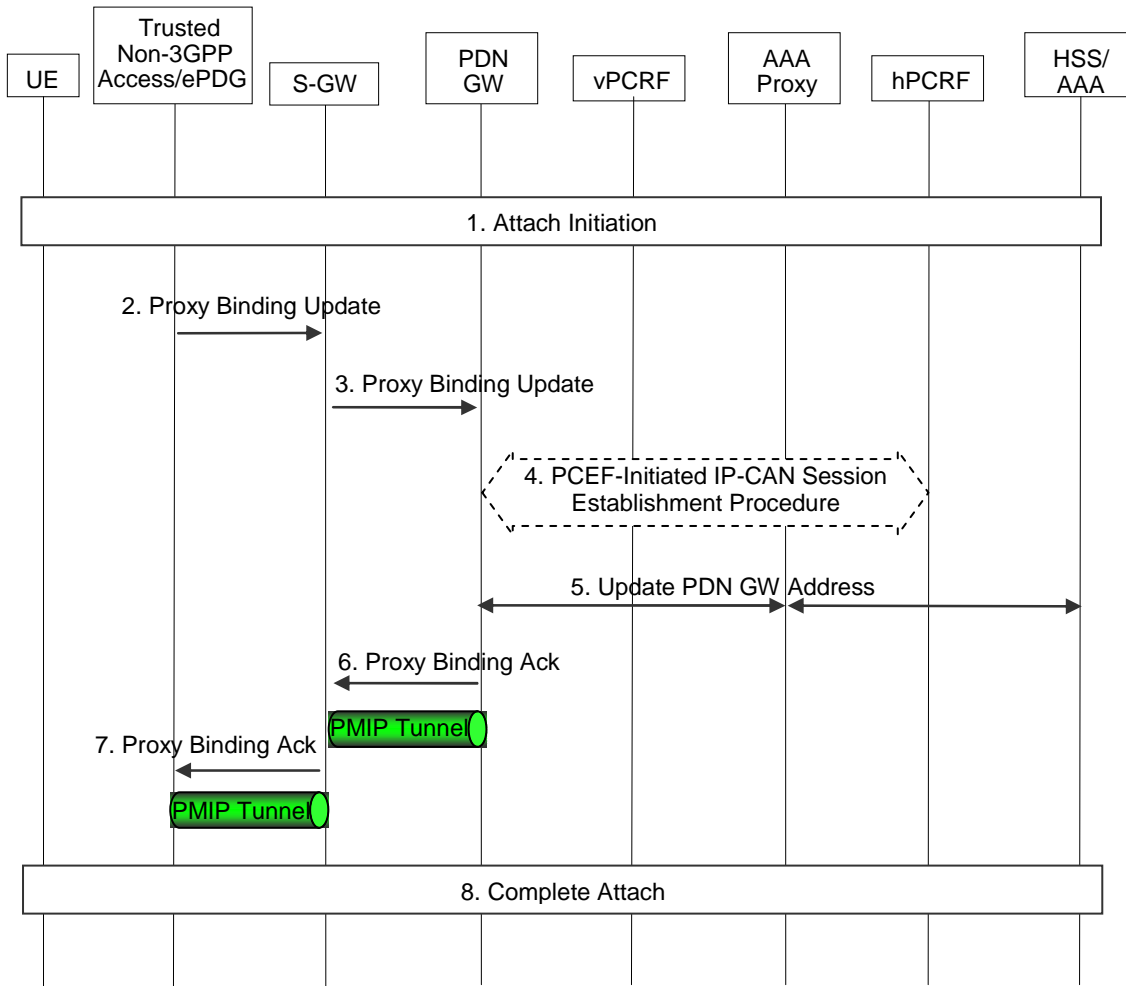 UE
Trusted
Non-3GPP
Access/ePDG
S-GW
PDN
GW
vPCRF
AAA
Proxy
hPCRF
HSS/
AAA
1. Attach Initiation
2. Proxy Binding Update
3. Proxy Binding Update
4. PCEF-Initiated IP-CAN Session
Establishment Procedure
5. Update PDN GW Address
6. Proxy Binding Ack
PMIP Tunnel
7. Proxy Binding Ack
PMIP Tunnel
8. Complete Attach